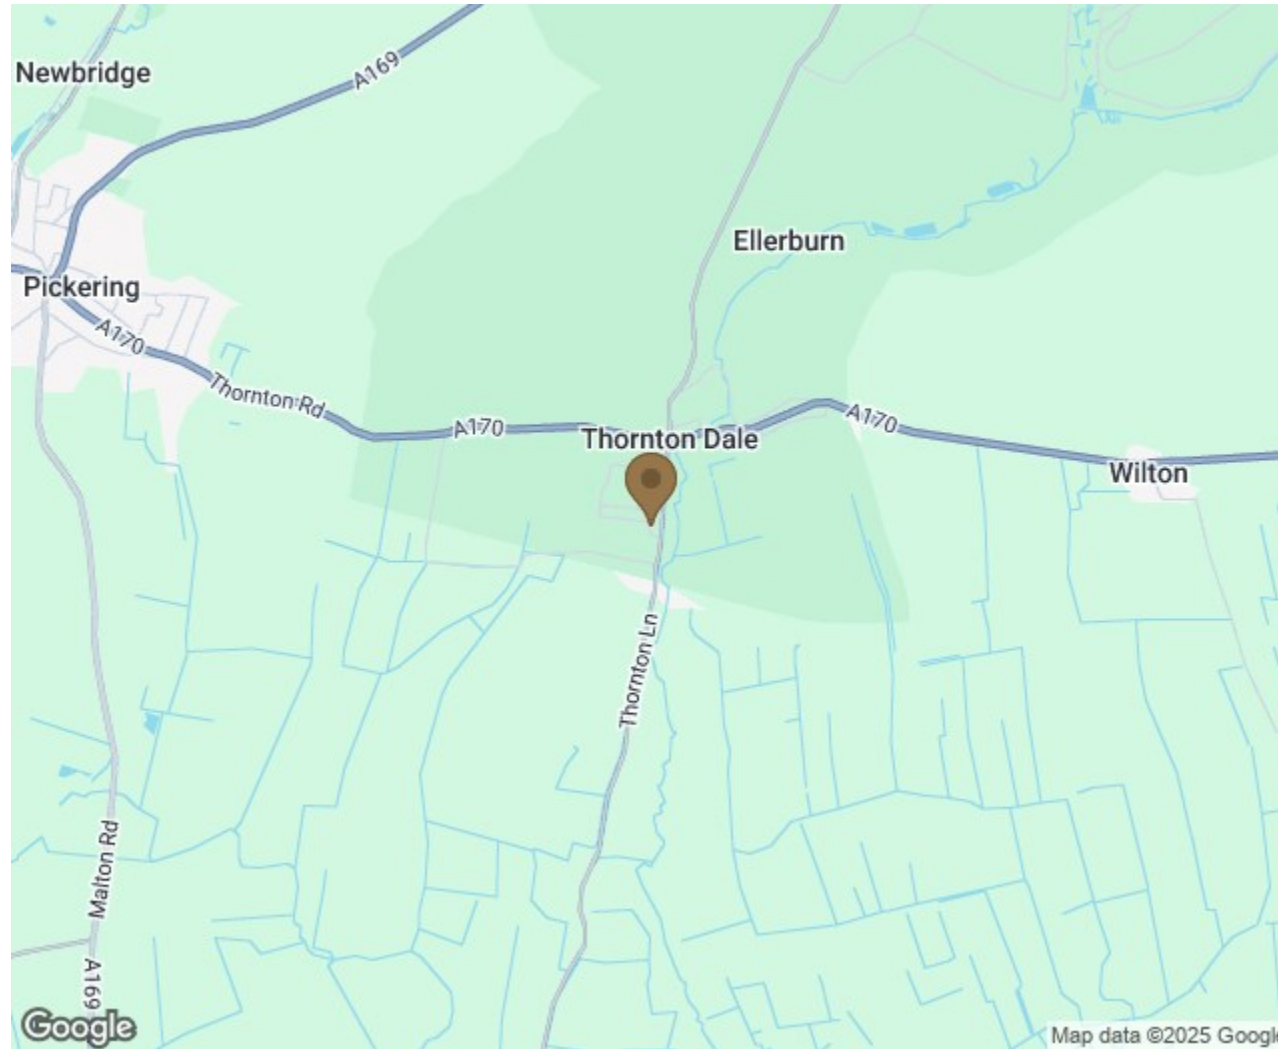 Newbridge
A169
Ellerburn
Pickering
A170
Thornton Rd
A170
Thornton Dale
A170
Wilton
Thornton Ln
Malton Rd
A169
Google
Map data ©2025 Google